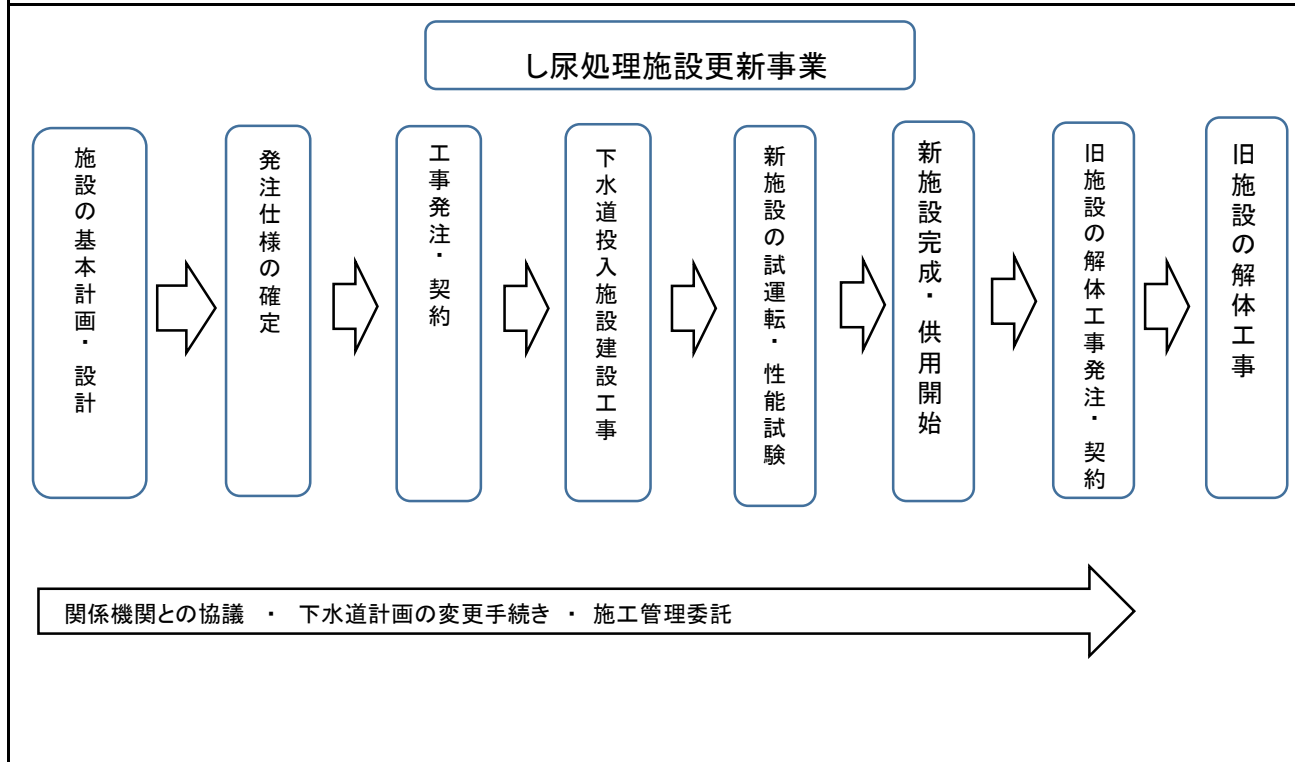 し尿処理施設更新事業
施設の基本計画・設計
発注仕様の確定
工事発注・契約
下水道投入施設建設工事
新施設の試運転・性能試験
新施設完成・供用開始
旧施設の解体工事発注・契約
旧施設の解体工事
関係機関との協議 ・ 下水道計画の変更手続き ・ 施工管理委託